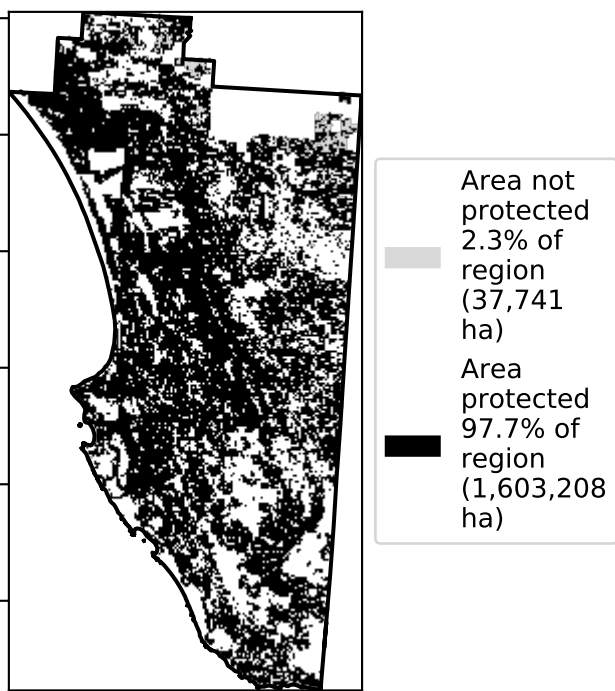 Area not
protected
2.3% of
region
(37,741
ha)
Area
protected
97.7% of
region
(1,603,208
ha)